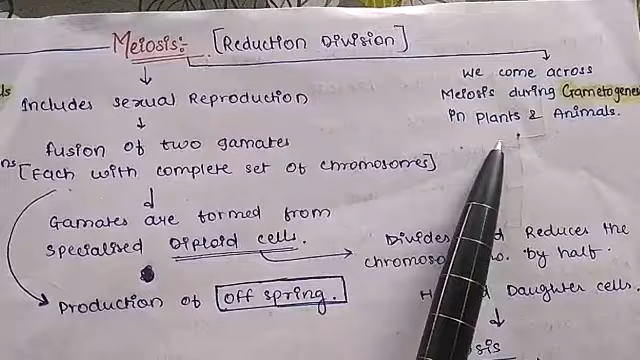 Meiosis:- [Reduction Division]
Includes sexual Reproduction
fusion of two gamates
[Each with complete set of chromosomes]
Gamates are formed from
specialised Diploid cells.
Production of off spring.
We come across
Meiosis during Gametogenes
in plants & Animals.
Divides Reduces the
chromoso by half.
Daughter cells.